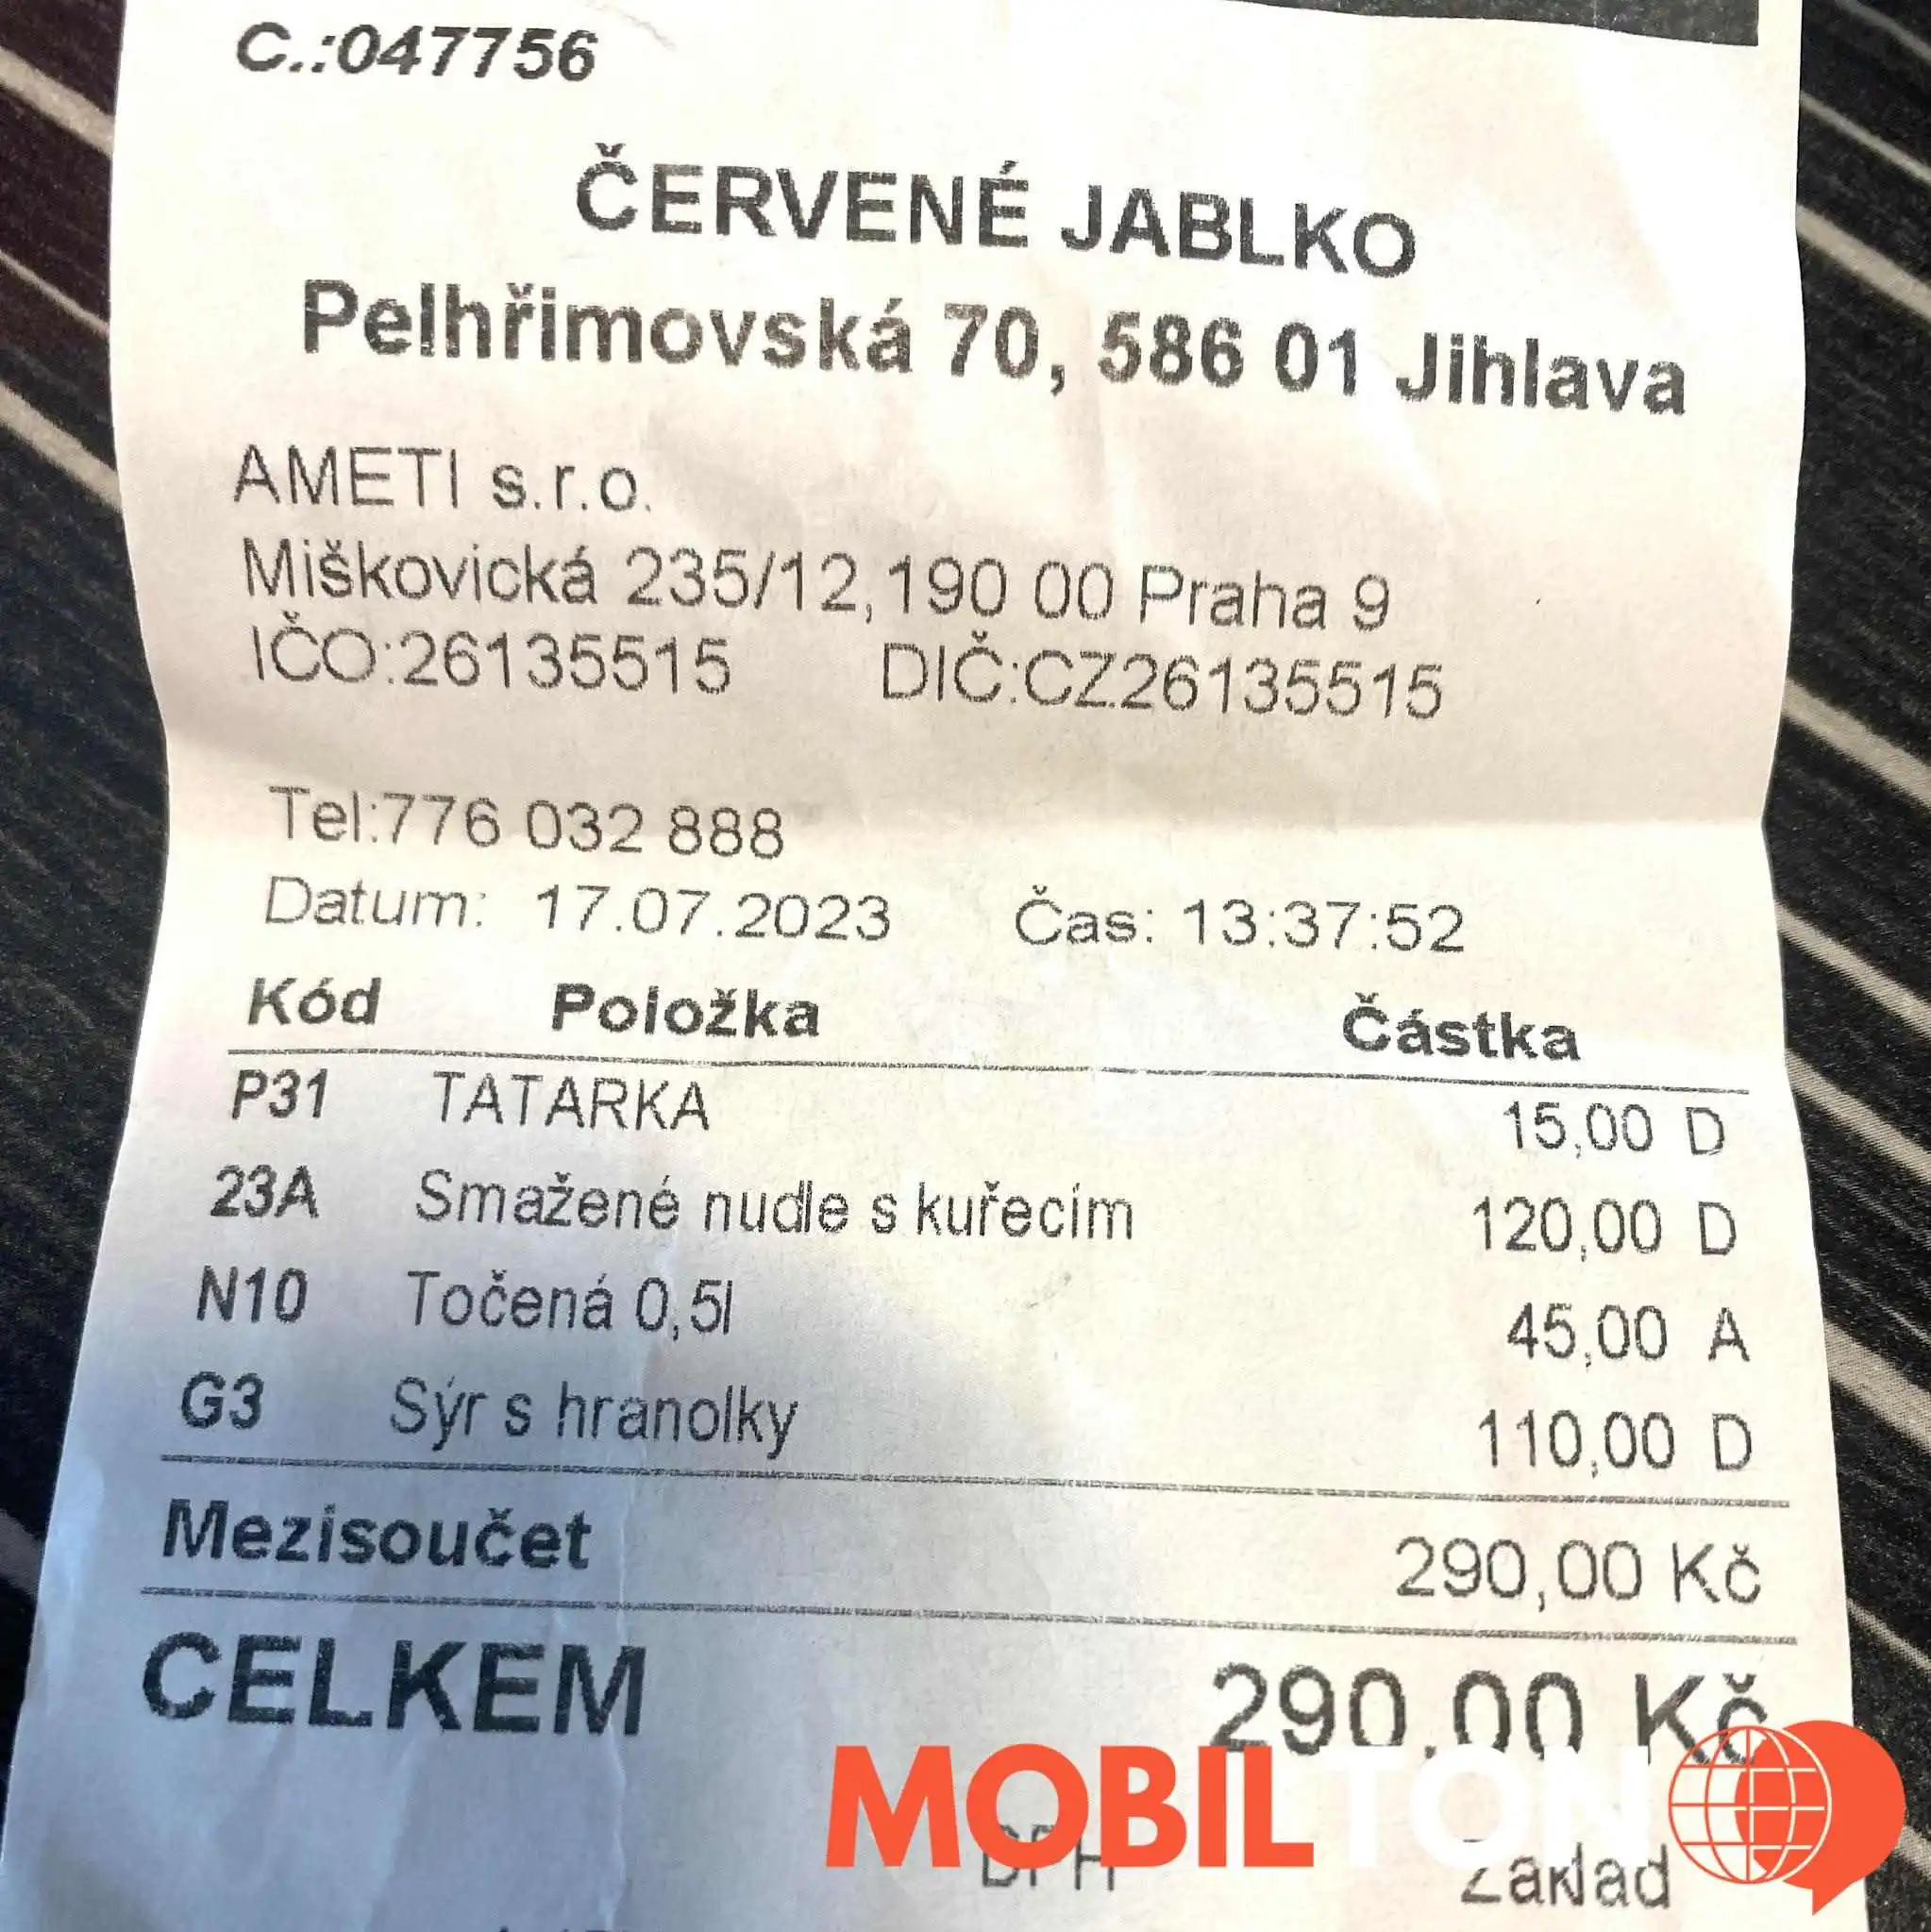 C.:047756
ČERVENÉ JABLKO
Pelhřimovská 70, 586 01 Jihlava
AMETI s.r.o.
Miškovická 235/12,190 00 Praha 9
IČO:26135515 DIČ:CZ26135515
Tel:776 032 888
Datum: 17.07.2023 Čas: 13:37:52
Kód Položka Částka
P31 TATARKA 15,00 D
23A Smažené nudle s kuřecím 120,00 D
N10 Točená 0,5l 45,00 A
G3 Sýr s hranolky 110,00 D
Mezisoučet 290,00 Kč
CELKEM 290,00 Kč
MOBILTON
DPH Základ